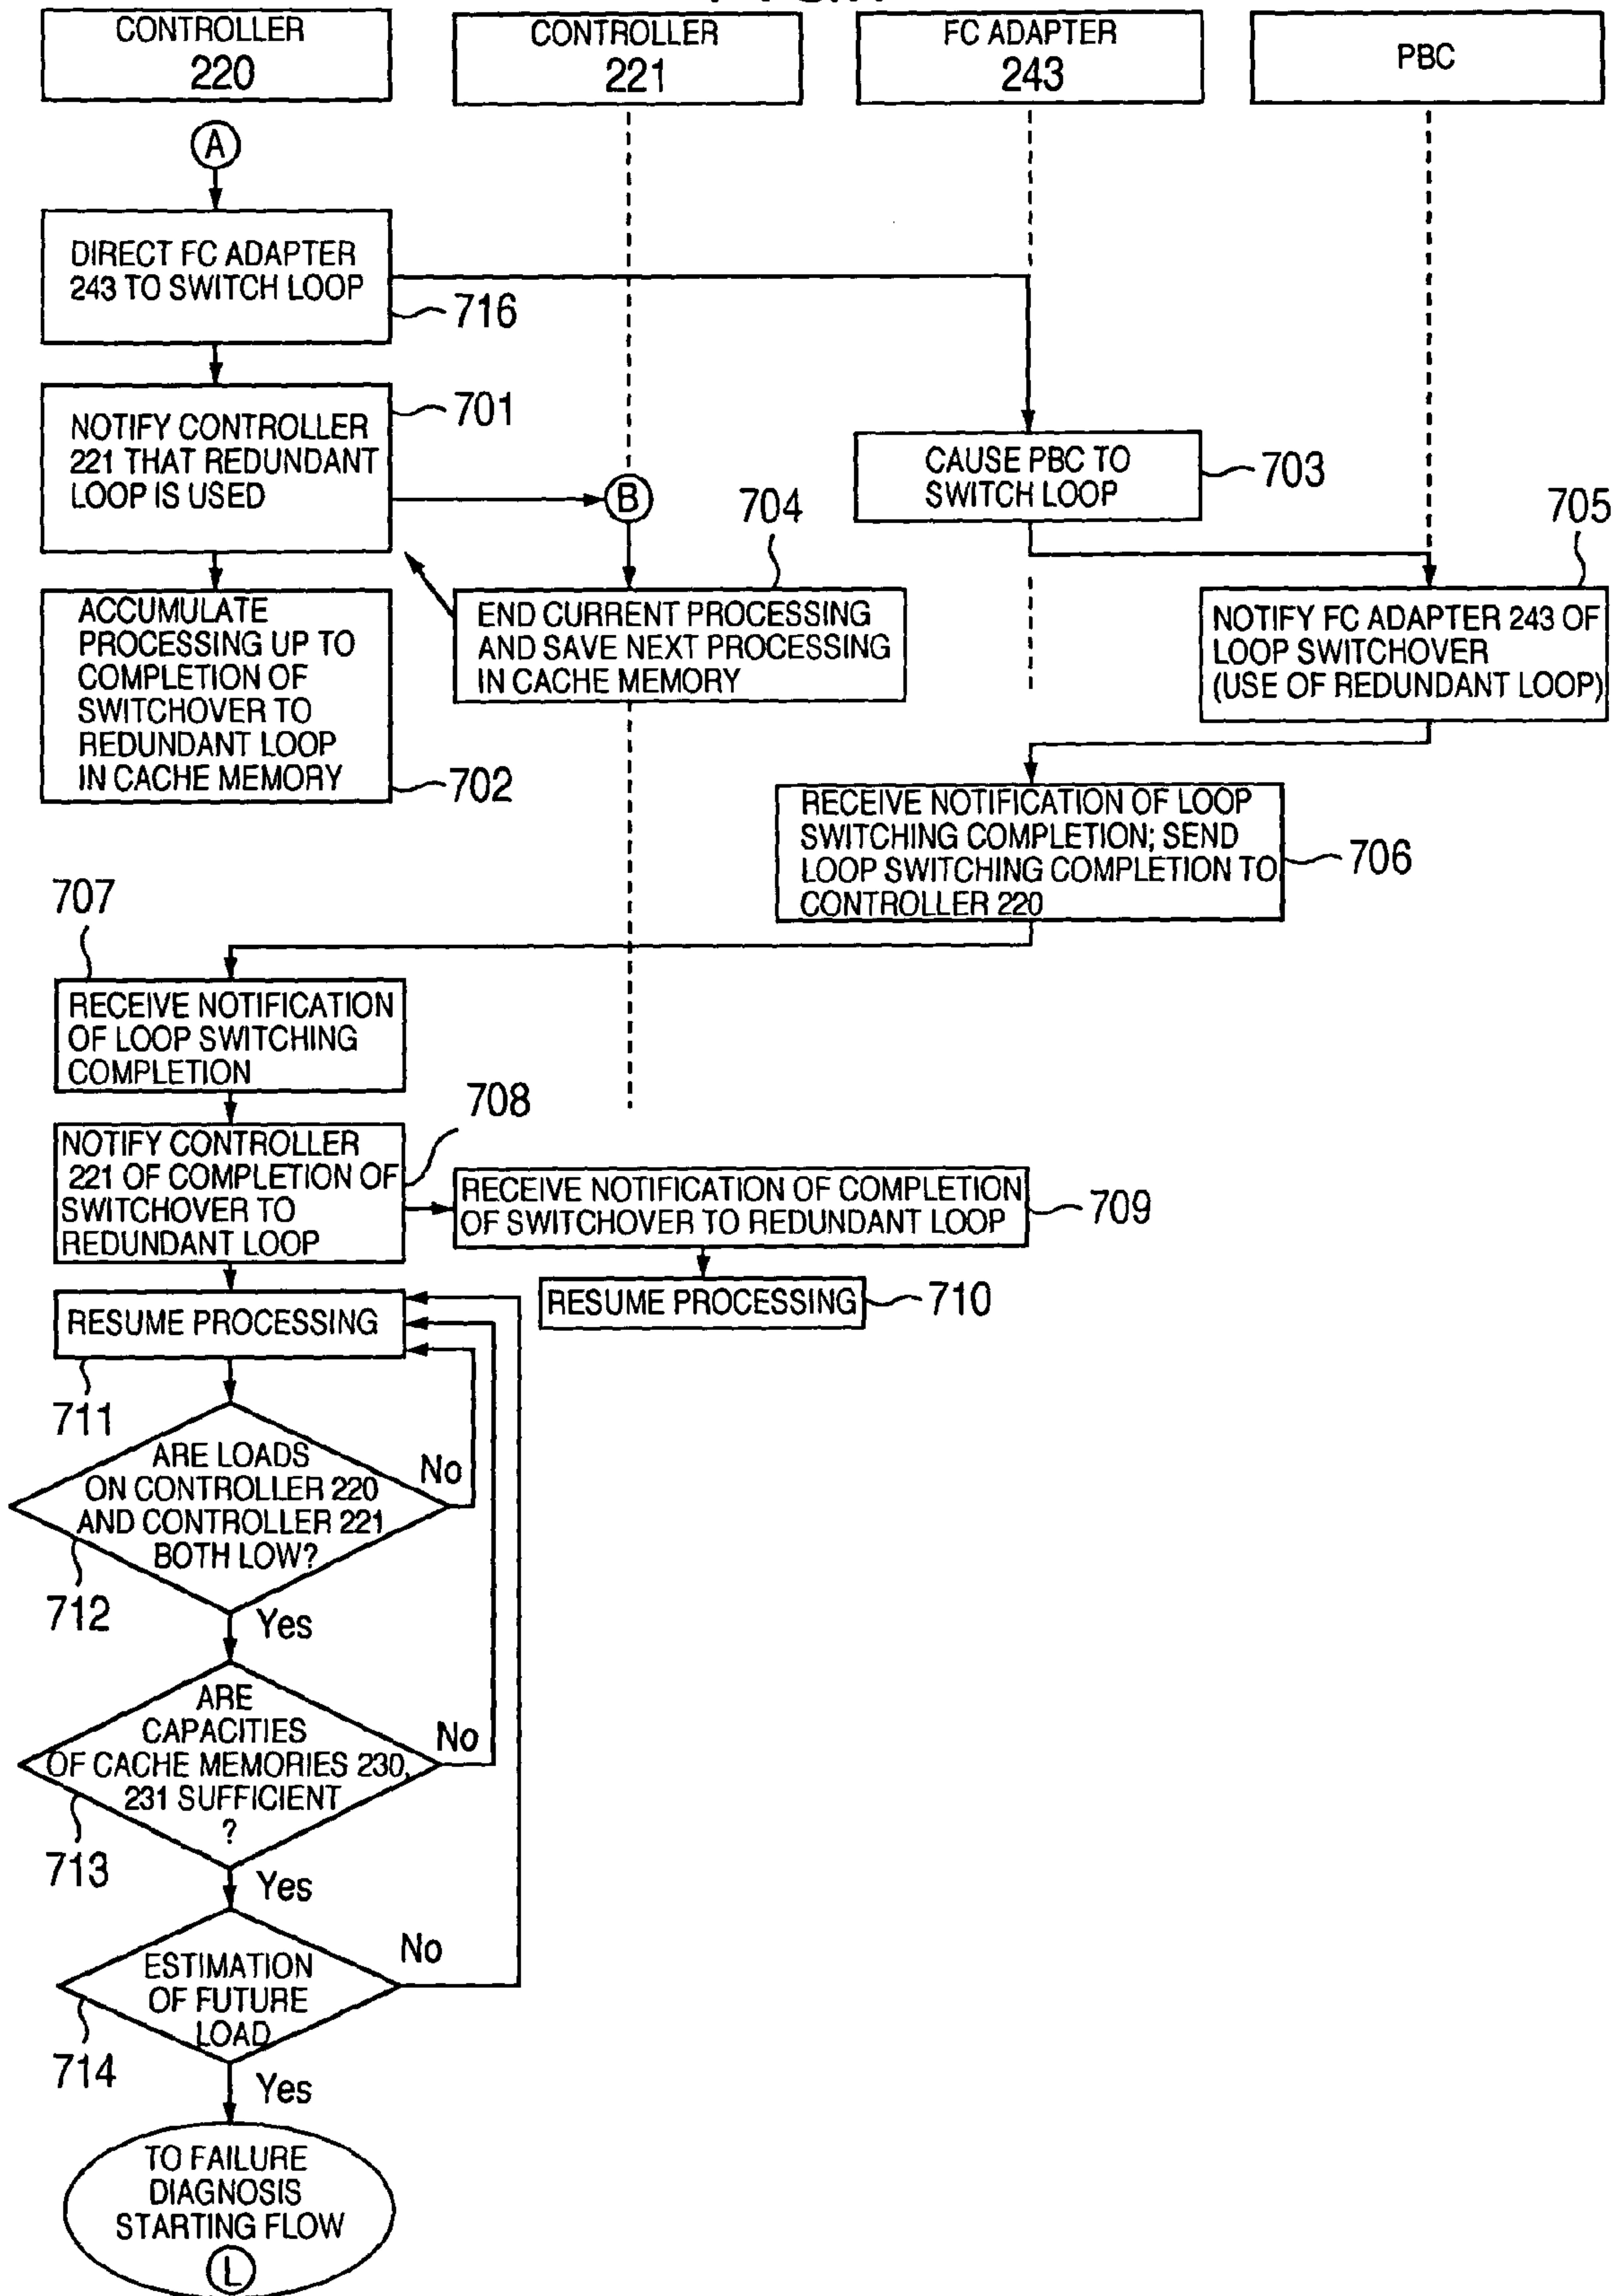 CONTROLLER
220
CONTROLLER
221
FC ADAPTER
243
PBC
A
DIRECT FC ADAPTER
243 TO SWITCH LOOP
716
NOTIFY CONTROLLER
221 THAT REDUNDANT
LOOP IS USED
701
B
CAUSE PBC TO
SWITCH LOOP
703
704
705
ACCUMULATE
PROCESSING UP TO
COMPLETION OF
SWITCHOVER TO
REDUNDANT LOOP
IN CACHE MEMORY
702
END CURRENT PROCESSING
AND SAVE NEXT PROCESSING
IN CACHE MEMORY
NOTIFY FC ADAPTER 243 OF
LOOP SWITCHOVER
(USE OF REDUNDANT LOOP)
RECEIVE NOTIFICATION OF LOOP
SWITCHING COMPLETION; SEND
LOOP SWITCHING COMPLETION TO
CONTROLLER 220
706
707
RECEIVE NOTIFICATION
OF LOOP SWITCHING
COMPLETION
708
NOTIFY CONTROLLER
221 OF COMPLETION OF
SWITCHOVER TO
REDUNDANT LOOP
RECEIVE NOTIFICATION OF COMPLETION
OF SWITCHOVER TO REDUNDANT LOOP
709
RESUME PROCESSING
710
RESUME PROCESSING
711
ARE LOADS
ON CONTROLLER 220
AND CONTROLLER 221
BOTH LOW?
No
712
Yes
ARE
CAPACITIES
OF CACHE MEMORIES 230,
231 SUFFICIENT
?
No
713
Yes
ESTIMATION
OF FUTURE
LOAD
No
714
Yes
TO FAILURE
DIAGNOSIS
STARTING FLOW
L